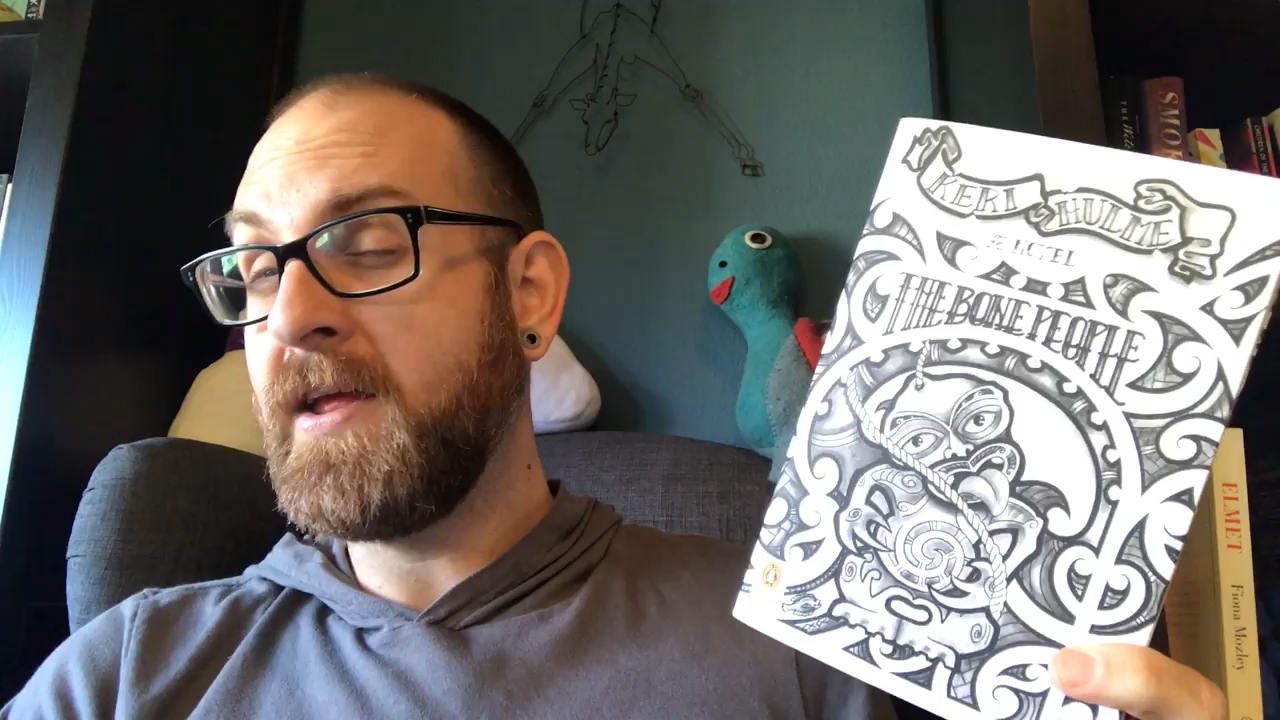 KERI HULME
A NOVEL
THE BONE PEOPLE
SMOK
ELMET Fiona Mozley